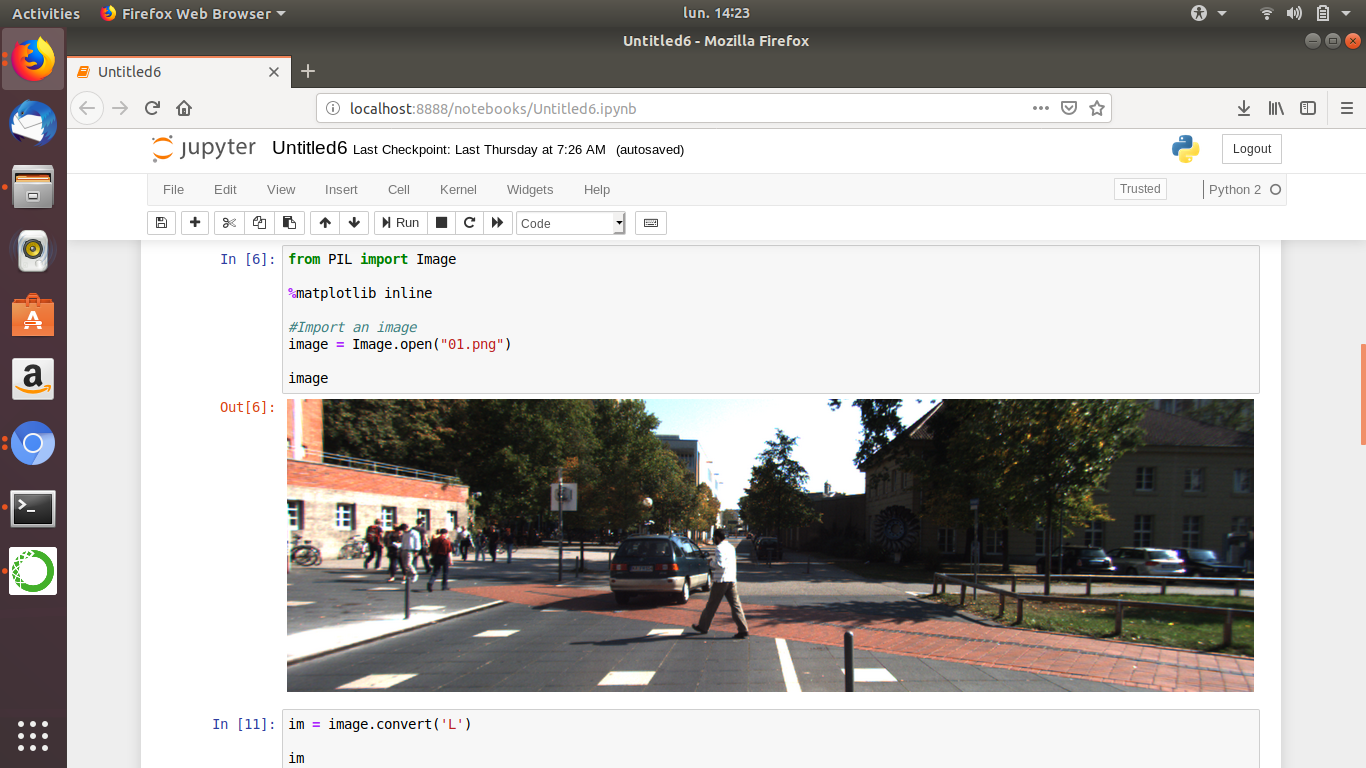 Activities
Firefox Web Browser
lun. 14:23
Untitled6 - Mozilla Firefox
Untitled6
localhost:8888/notebooks/Untitled6.ipynb
jupyter Untitled6 Last Checkpoint: Last Thursday at 7:26 AM (autosaved)
Logout
File Edit View Insert Cell Kernel Widgets Help
Trusted
Python 2
Run
Code
In [6]:
from PIL import Image
%matplotlib inline
#Import an image
image = Image.open("01.png")
image
Out[6]:
In [11]:
im = image.convert('L')
im